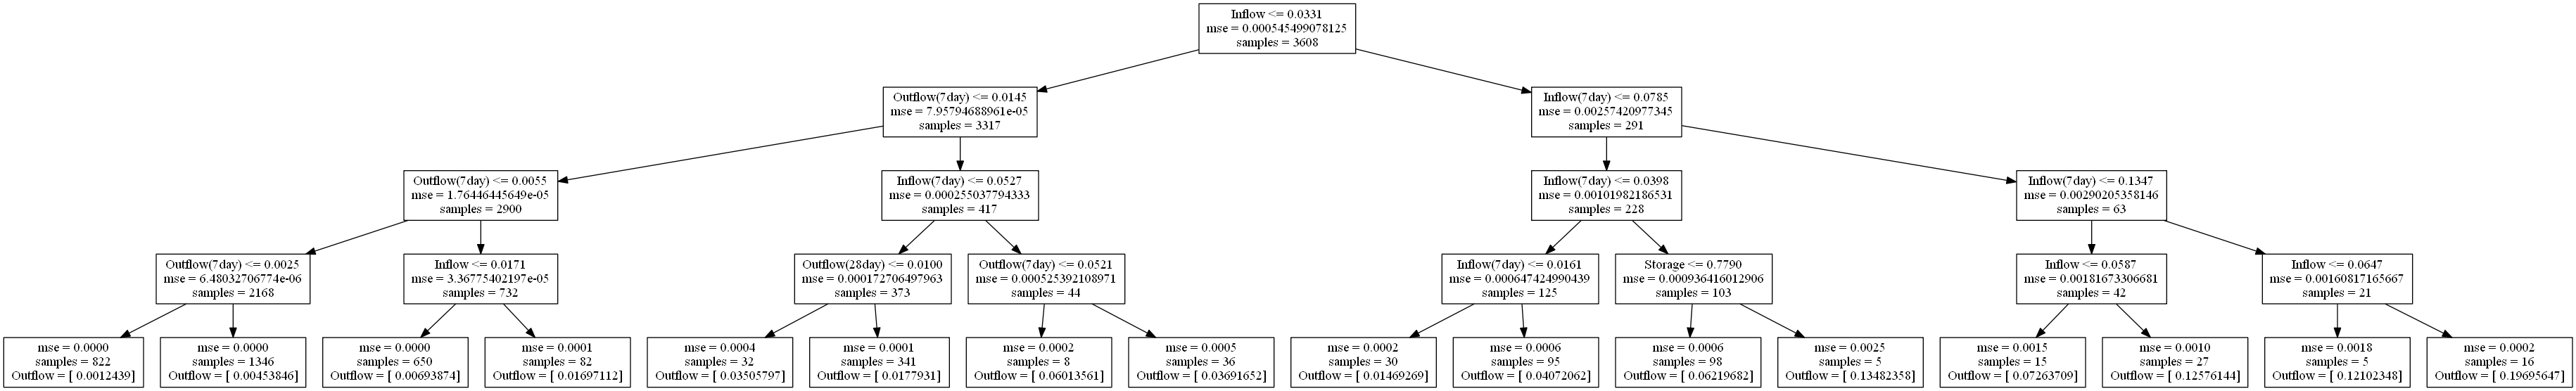 Inflow <= 0.0331
mse = 0.000545499078125
samples = 3608
Outflow(7day) <= 0.0145
mse = 7.95794688961e-05
samples = 3317
Inflow(7day) <= 0.0785
mse = 0.00257420977345
samples = 291
Outflow(7day) <= 0.0055
mse = 1.76446445649e-05
samples = 2900
Inflow(7day) <= 0.0527
mse = 0.000255037794333
samples = 417
Inflow(7day) <= 0.0398
mse = 0.00101982186531
samples = 228
Inflow(7day) <= 0.1347
mse = 0.00290205358146
samples = 63
Outflow(7day) <= 0.0025
mse = 6.48032706774e-06
samples = 2168
Inflow <= 0.0171
mse = 3.36775402197e-05
samples = 732
Outflow(28day) <= 0.0100
mse = 0.000172706497963
samples = 373
Outflow(7day) <= 0.0521
mse = 0.000525392108971
samples = 44
Inflow(7day) <= 0.0161
mse = 0.000647424990439
samples = 125
Storage <= 0.7790
mse = 0.000936416012906
samples = 103
Inflow <= 0.0587
mse = 0.00181673306681
samples = 42
Inflow <= 0.0647
mse = 0.00160817165667
samples = 21
mse = 0.0000
samples = 822
Outflow = [ 0.0012439]
mse = 0.0000
samples = 1346
Outflow = [ 0.00453846]
mse = 0.0000
samples = 650
Outflow = [ 0.00693874]
mse = 0.0001
samples = 82
Outflow = [ 0.01697112]
mse = 0.0004
samples = 32
Outflow = [ 0.03505797]
mse = 0.0001
samples = 341
Outflow = [ 0.0177931]
mse = 0.0002
samples = 8
Outflow = [ 0.06013561]
mse = 0.0005
samples = 36
Outflow = [ 0.03691652]
mse = 0.0002
samples = 30
Outflow = [ 0.01469269]
mse = 0.0006
samples = 95
Outflow = [ 0.04072062]
mse = 0.0006
samples = 98
Outflow = [ 0.06219682]
mse = 0.0025
samples = 5
Outflow = [ 0.13482358]
mse = 0.0015
samples = 15
Outflow = [ 0.07263709]
mse = 0.0010
samples = 27
Outflow = [ 0.12576144]
mse = 0.0018
samples = 5
Outflow = [ 0.12102348]
mse = 0.0002
samples = 16
Outflow = [ 0.19695647]